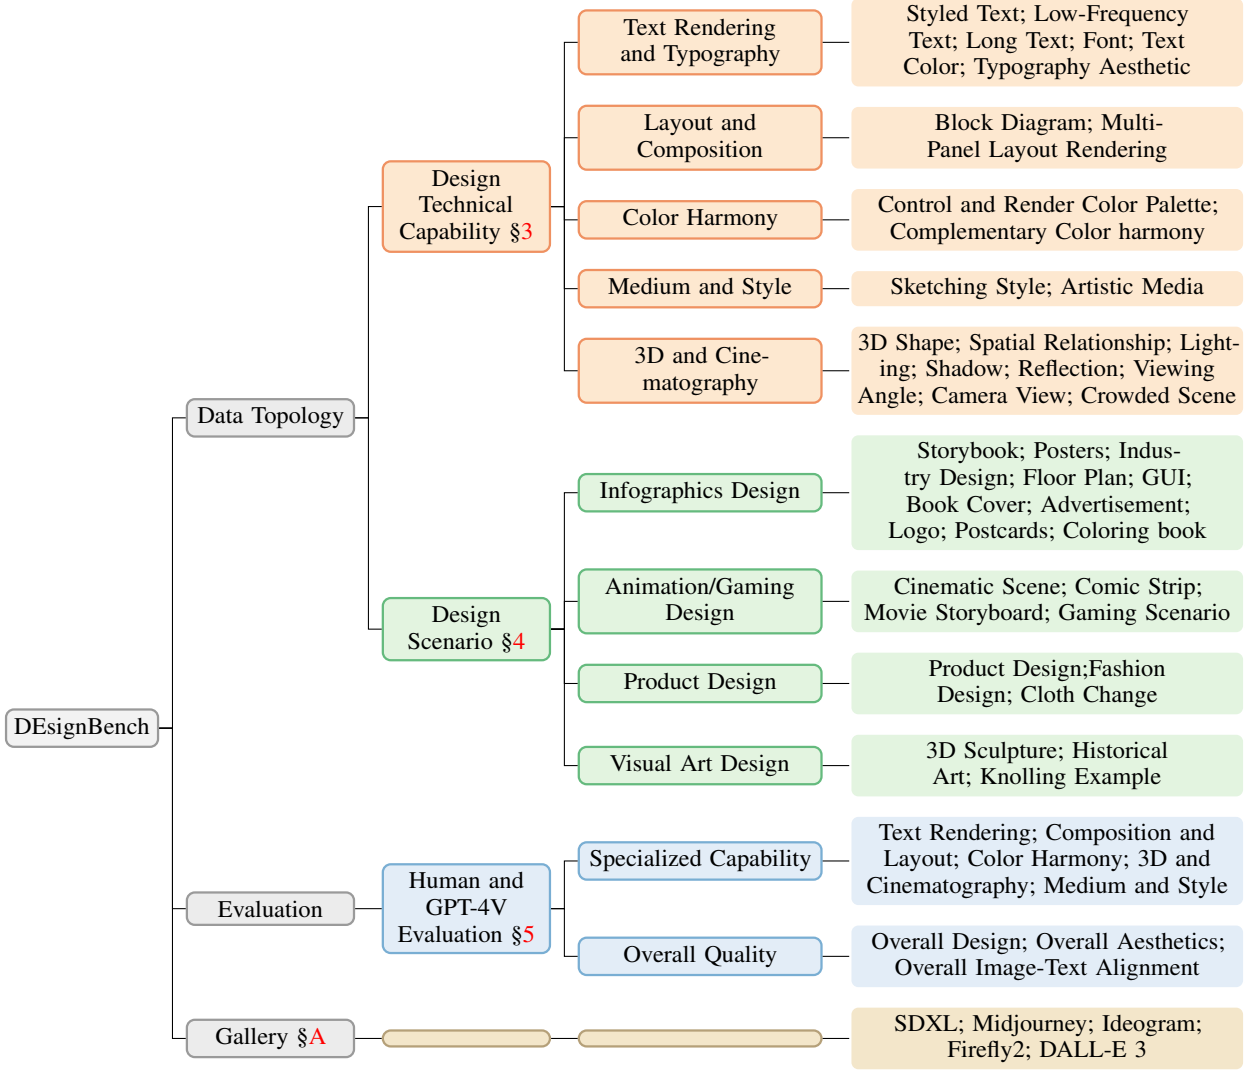 DEsignBench
Data Topology
Design
Technical
Capability §3
Text Rendering
and Typography
Styled Text; Low-Frequency
Text; Long Text; Font; Text
Color; Typography Aesthetic
Layout and
Composition
Block Diagram; Multi-
Panel Layout Rendering
Color Harmony
Control and Render Color Palette;
Complementary Color harmony
Medium and Style
Sketching Style; Artistic Media
3D and Cine-
matography
3D Shape; Spatial Relationship; Light-
ing; Shadow; Reflection; Viewing
Angle; Camera View; Crowded Scene
Design
Scenario §4
Infographics Design
Storybook; Posters; Indus-
try Design; Floor Plan; GUI;
Book Cover; Advertisement;
Logo; Postcards; Coloring book
Animation/Gaming
Design
Cinematic Scene; Comic Strip;
Movie Storyboard; Gaming Scenario
Product Design
Product Design;Fashion
Design; Cloth Change
Visual Art Design
3D Sculpture; Historical
Art; Knolling Example
Evaluation
Human and
GPT-4V
Evaluation §5
Specialized Capability
Text Rendering; Composition and
Layout; Color Harmony; 3D and
Cinematography; Medium and Style
Overall Quality
Overall Design; Overall Aesthetics;
Overall Image-Text Alignment
Gallery §A
SDXL; Midjourney; Ideogram;
Firefly2; DALL-E 3